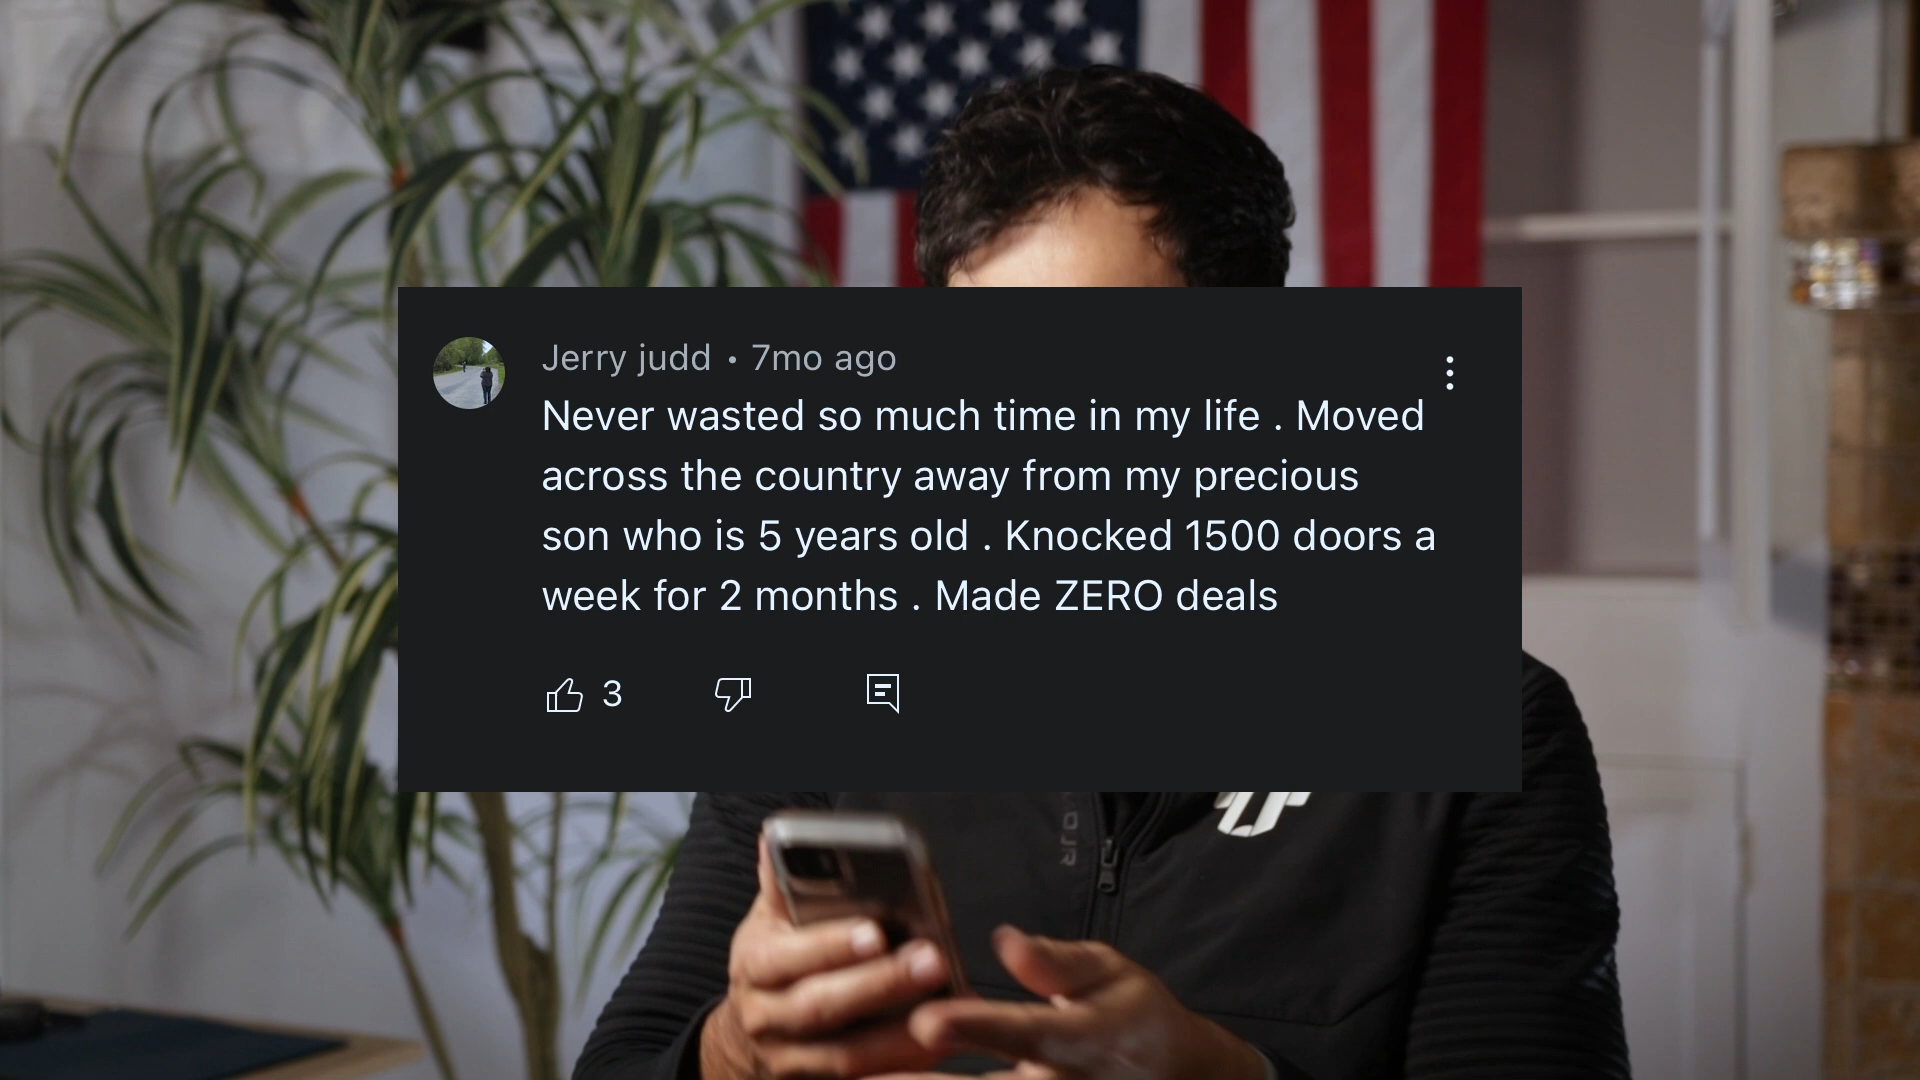 Jerry judd • 7mo ago
Never wasted so much time in my life . Moved
across the country away from my precious
son who is 5 years old . Knocked 1500 doors a
week for 2 months . Made ZERO deals
3